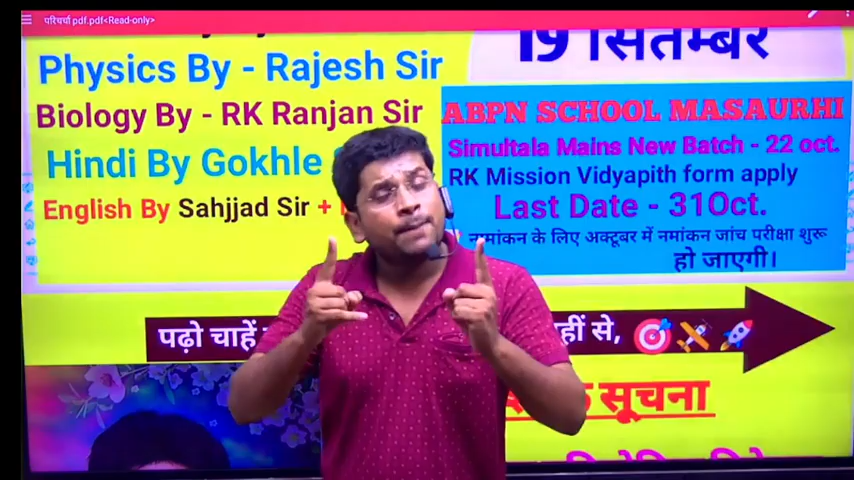 परिचर्चा pdf.pdf<Read-only>
Physics By - Rajesh Sir
Biology By - RK Ranjan Sir
Hindi By Gokhle
English By Sahjjad Sir +
19 सितम्बर
ABPN SCHOOL MASAURHI
Simultala Mains New Batch - 22 oct.
RK Mission Vidyapith form apply
Last Date - 31Oct.
नामांकन के लिए अक्टूबर में नमांकन जांच परीक्षा शुरू
हो जाएगी।
पढ़ो चाहें
से,
सूचना